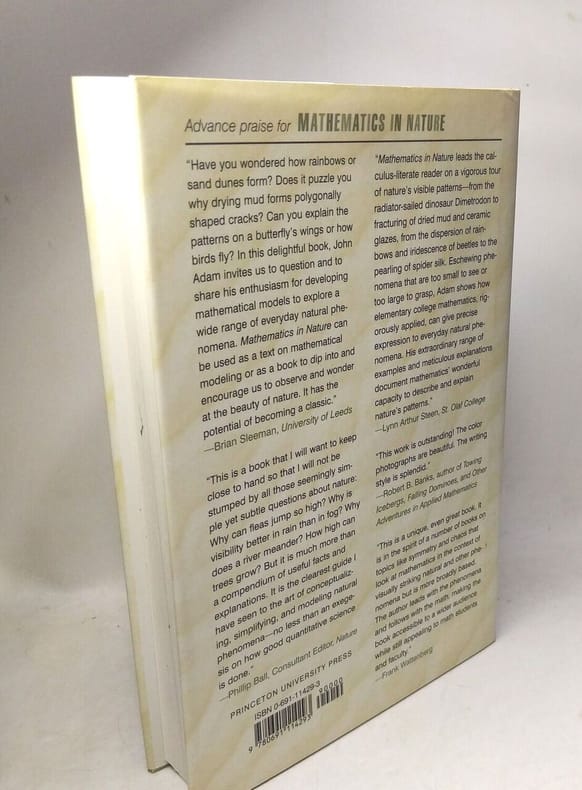 Advance praise for MATHEMATICS IN NATURE
"Have you wondered how rainbows or
sand dunes form? Does it puzzle you
why drying mud forms polygonally
shaped cracks? Can you explain the
patterns on a butterfly's wings or how
birds fly? In this delightful book, John
Adam invites us to question and to
share his enthusiasm for developing
mathematical models to explore a
wide range of everyday natural phe-
nomena. Mathematics in Nature can
be used as a text on mathematical
modeling or as a book to dip into and
encourage us to observe and wonder
at the beauty of nature. It has the
potential of becoming a classic."
—Brian Sleeman, University of Leeds
"This is a book that I will want to keep
close to hand so that I will not be
stumped by all those seemingly sim-
ple yet subtle questions about nature:
Why can fleas jump so high? Why is
visibility better in rain than in fog? Why
does a river meander? How high can
trees grow? But it is much more than
a compendium of useful facts and
explanations. It is the clearest guide I
have seen to the art of conceptualiz-
ing, simplifying, and modeling natural
phenomena—no less than an exege-
sis on how good quantitative science
is done."
—Phillip Ball, Consultant Editor, Nature
"Mathematics in Nature leads the cal-
culus-literate reader on a vigorous tour
of nature's visible patterns—from the
radiator-sailed dinosaur Dimetrodon to
fracturing of dried mud and ceramic
glazes, from the dispersion of rain-
bows and iridescence of beetles to the
pearling of spider silk. Eschewing phe-
nomena that are too small to see or
too large to grasp, Adam shows how
elementary college mathematics, rig-
orously applied, can give precise
expression to everyday natural phe-
nomena. His extraordinary range of
examples and meticulous explanations
document mathematics' wonderful
capacity to describe and explain
nature's patterns."
—Lynn Arthur Steen, St. Olaf College
"This work is outstanding! The color
photographs are beautiful. The writing
style is splendid."
—Robert B. Banks, author of Towing
Icebergs, Falling Dominoes, and Other
Adventures in Applied Mathematics
"This is a unique, even great book. It
is in the spirit of a number of books on
topics like symmetry and chaos that
look at mathematics in the context of
visually striking natural and other phe-
nomena but is more broadly based.
The author leads with the phenomena
and follows with the math, making the
book accessible to a wider audience
while still appealing to math students
and faculty."
—Frank Wattenberg
PRINCETON UNIVERSITY PRESS
ISBN 0-691-11429-3
90000
9 780691 114293